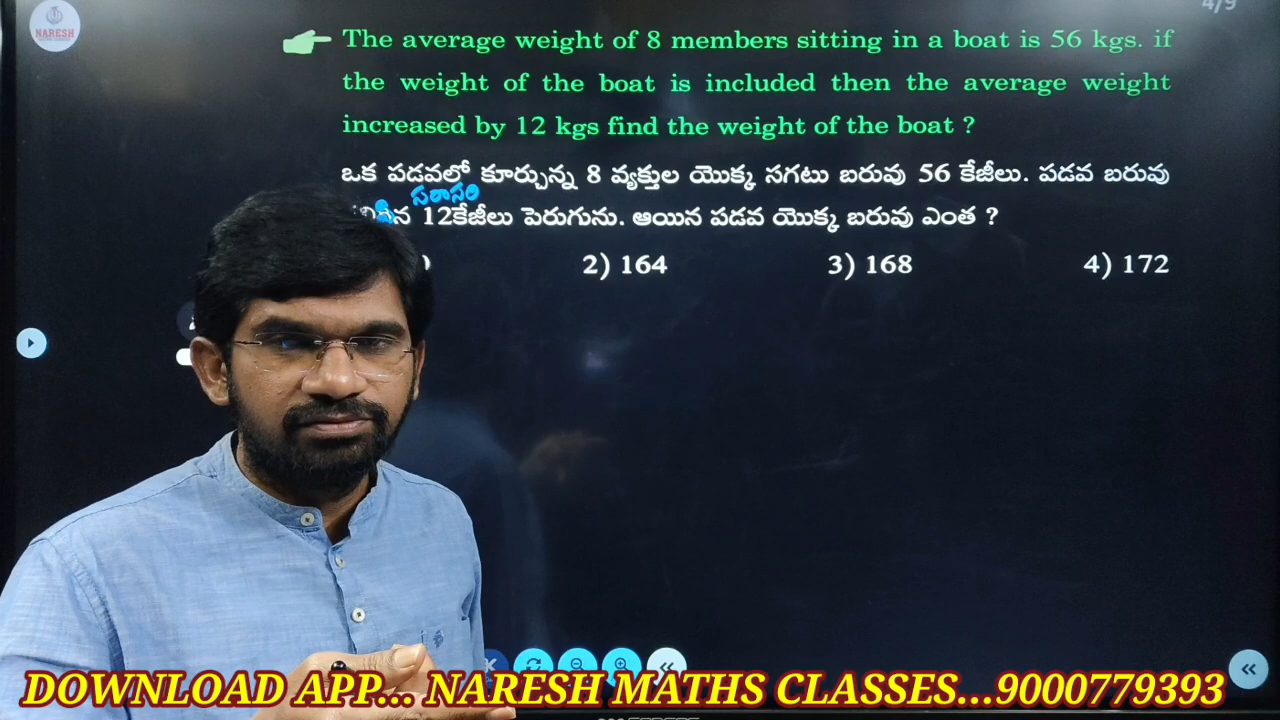 4/9
NARESH
The average weight of 8 members sitting in a boat is 56 kgs. if
the weight of the boat is included then the average weight
increased by 12 kgs find the weight of the boat ?
ఒక పడవలో కూర్చున్న 8 వ్యక్తుల యొక్క సగటు బరువు 56 కేజీలు. పడవ బరువు
సరాసరి
12కేజీలు పెరుగును. ఆయిన పడవ యొక్క బరువు ఎంత ?
2) 164 3) 168 4) 172
DOWNLOAD APP... NARESH MATHS CLASSES...9000779393